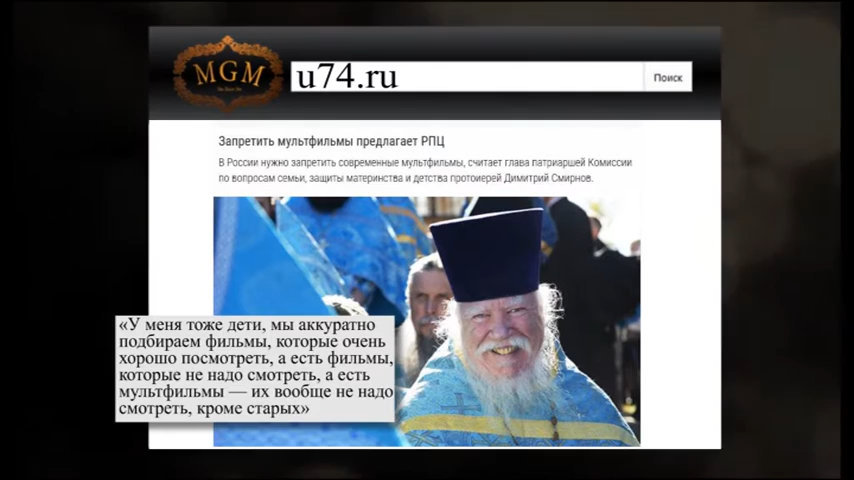 MGM
u74.ru
Поиск
Запретить мультфильмы предлагает РПЦ
В России нужно запретить современные мультфильмы, считает глава патриаршей Комиссии
по вопросам семьи, защиты материнства и детства протоиерей Димитрий Смирнов.
«У меня тоже дети, мы аккуратно
подбираем фильмы, которые очень
хорошо посмотреть, а есть фильмы,
которые не надо смотреть, а есть
мультфильмы — их вообще не надо
смотреть, кроме старых»